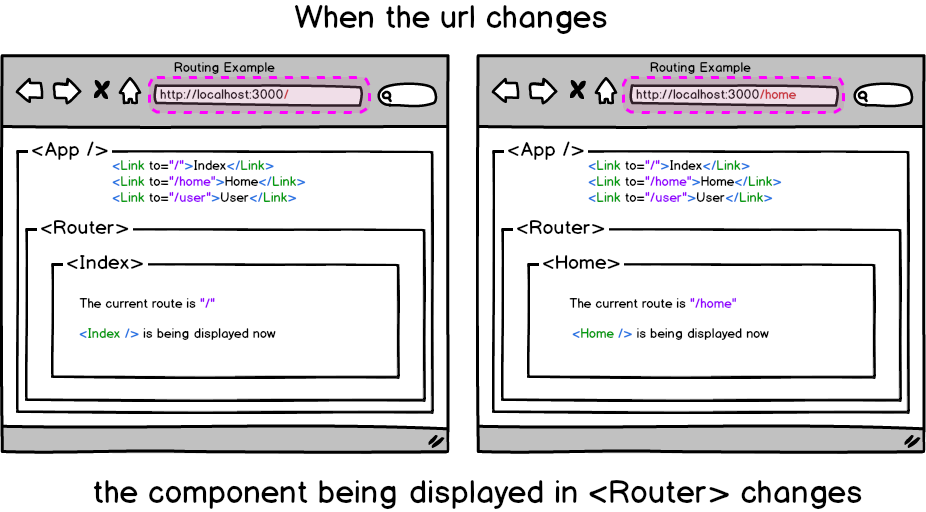 When the url changes
Routing Example
http://localhost:3000/
<App />
<Link to="/">Index</Link>
<Link to="/home">Home</Link>
<Link to="/user">User</Link>
<Router>
<Index>
The current route is "/"
<Index /> is being displayed now
Routing Example
http://localhost:3000/home
<App />
<Link to="/">Index</Link>
<Link to="/home">Home</Link>
<Link to="/user">User</Link>
<Router>
<Home>
The current route is "/home"
<Home /> is being displayed now
the component being displayed in <Router> changes